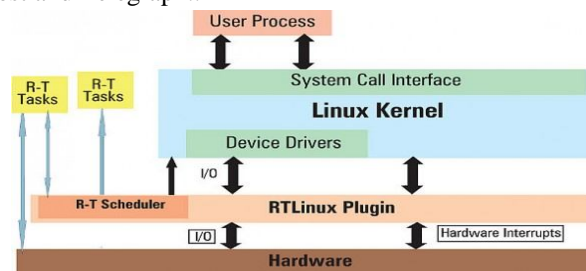 User Process
System Call Interface
R-T
Tasks
R-T
Tasks
Linux Kernel
Device Drivers
I/O
R-T Scheduler
RTLinux Plugin
I/O
Hardware Interrupts
Hardware